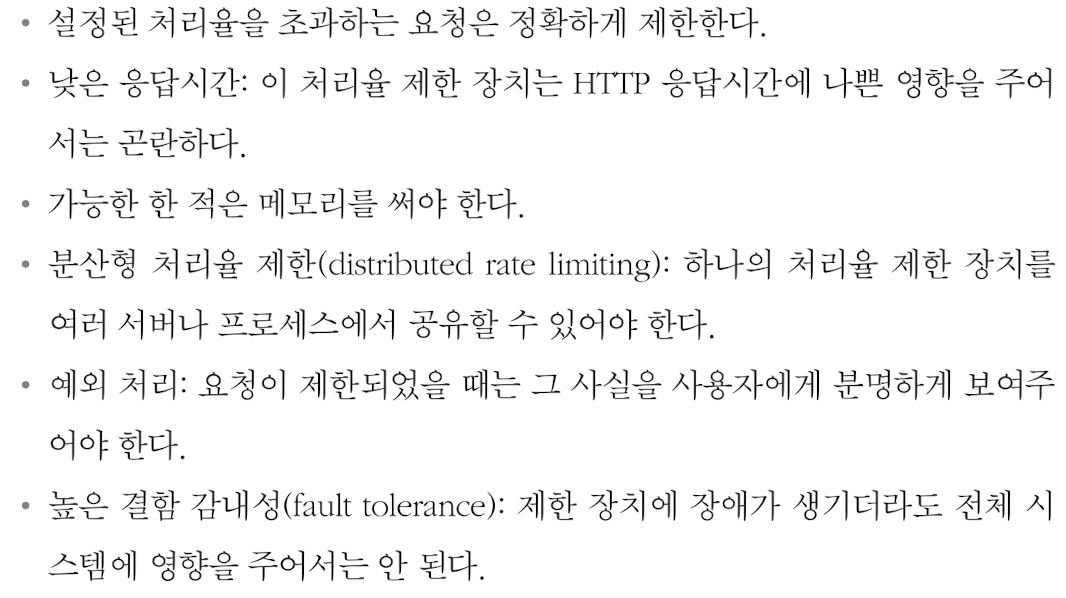 • 설정된 처리율을 초과하는 요청은 정확하게 제한한다.
• 낮은 응답시간: 이 처리율 제한 장치는 HTTP 응답시간에 나쁜 영향을 주어
서는 곤란하다.
• 가능한 한 적은 메모리를 써야 한다.
• 분산형 처리율 제한(distributed rate limiting): 하나의 처리율 제한 장치를
여러 서버나 프로세스에서 공유할 수 있어야 한다.
• 예외 처리: 요청이 제한되었을 때는 그 사실을 사용자에게 분명하게 보여주
어야 한다.
• 높은 결함 감내성(fault tolerance): 제한 장치에 장애가 생기더라도 전체 시
스템에 영향을 주어서는 안 된다.